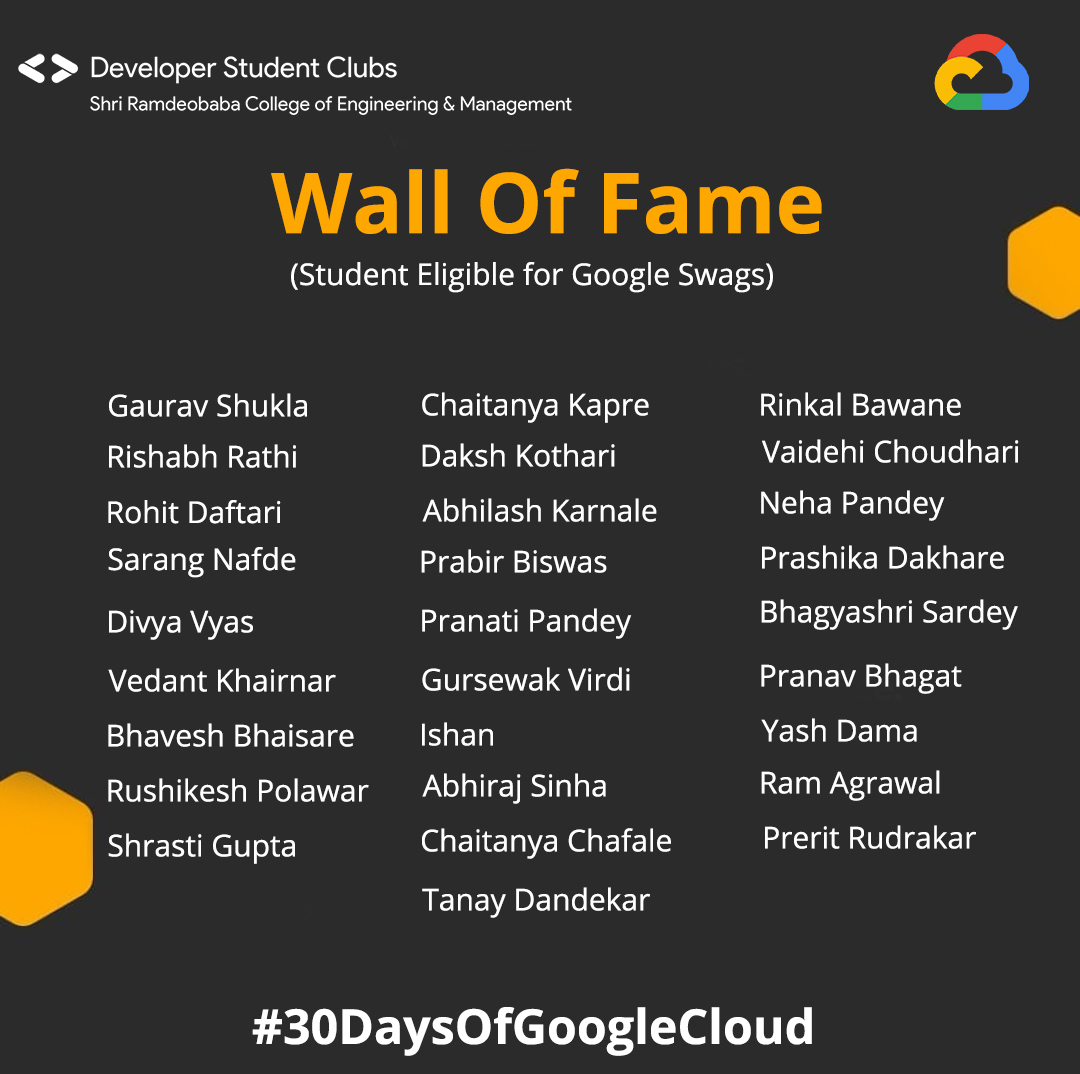 Developer Student Clubs
Shri Ramdeobaba College of Engineering & Management
Wall Of Fame
(Student Eligible for Google Swags)
Gaurav Shukla
Rishabh Rathi
Rohit Daftari
Sarang Nafde
Divya Vyas
Vedant Khairnar
Bhavesh Bhaisare
Rushikesh Polawar
Shrasti Gupta
Chaitanya Kapre
Daksh Kothari
Abhilash Karnale
Prabir Biswas
Pranati Pandey
Gursewak Virdi
Ishan
Abhiraj Sinha
Chaitanya Chafale
Tanay Dandekar
Rinkal Bawane
Vaidehi Choudhari
Neha Pandey
Prashika Dakhare
Bhagyashri Sardey
Pranav Bhagat
Yash Dama
Ram Agrawal
Prerit Rudrakar
#30DaysOfGoogleCloud